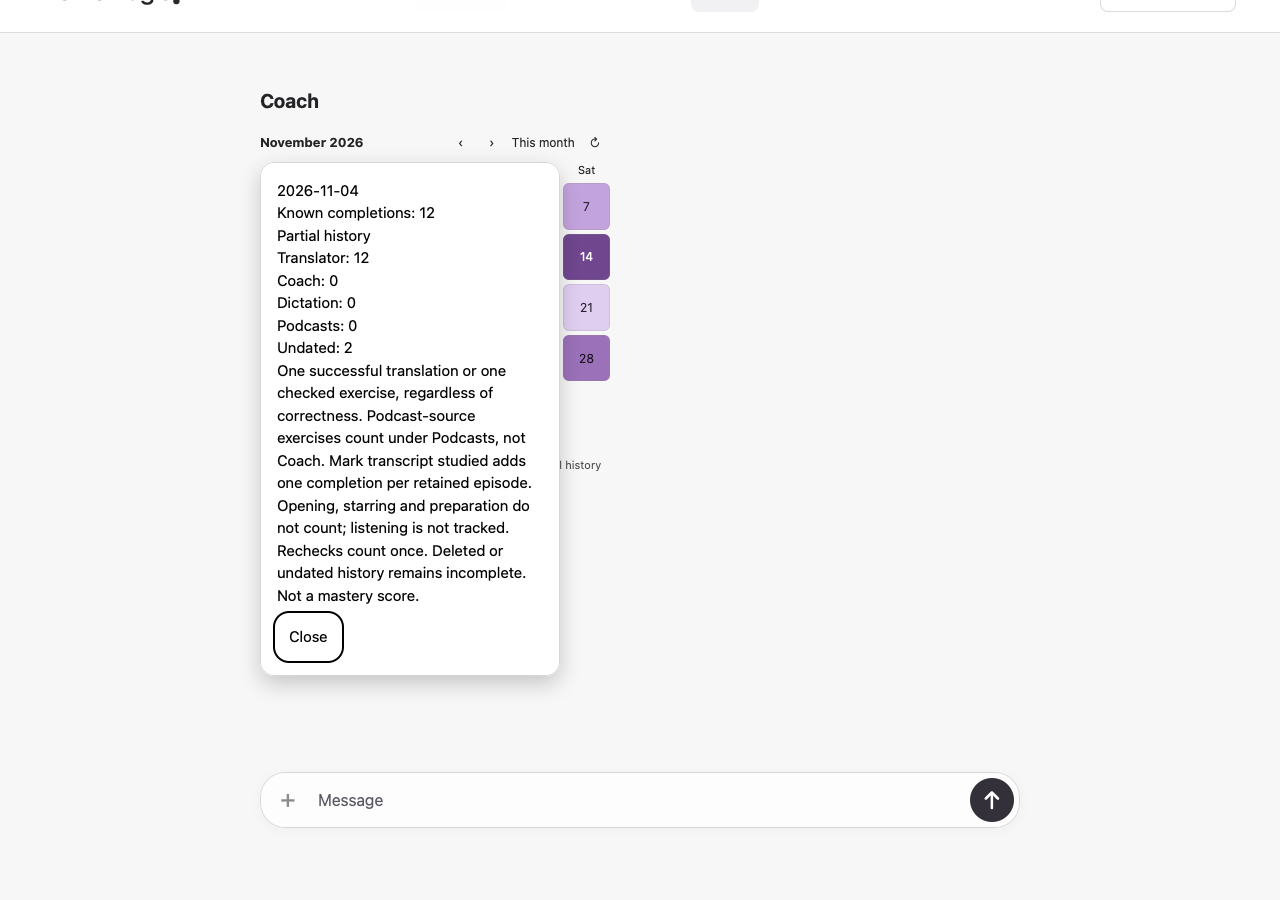 Coach
November 2026
‹ › This month ↻
Sat
2026-11-04
Known completions: 12
Partial history
Translator: 12
Coach: 0
Dictation: 0
Podcasts: 0
Undated: 2
One successful translation or one
checked exercise, regardless of
correctness. Podcast-source
exercises count under Podcasts, not
Coach. Mark transcript studied adds
one completion per retained episode.
Opening, starring and preparation do
not count; listening is not tracked.
Rechecks count once. Deleted or
undated history remains incomplete.
Not a mastery score.
Close
7
14
21
28
history
Message